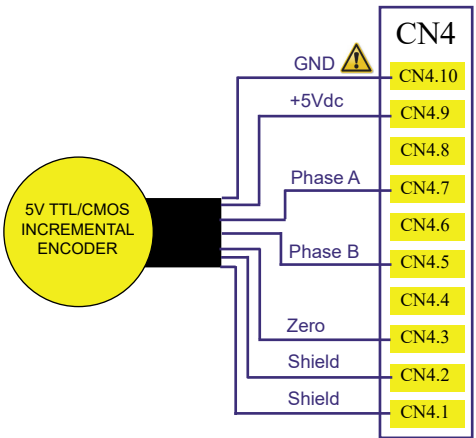 CN4
GND
CN4.10
+5Vdc
CN4.9
CN4.8
Phase A
CN4.7
5V TTL/CMOS
INCREMENTAL
ENCODER
CN4.6
Phase B
CN4.5
CN4.4
Zero
CN4.3
Shield
CN4.2
Shield
CN4.1